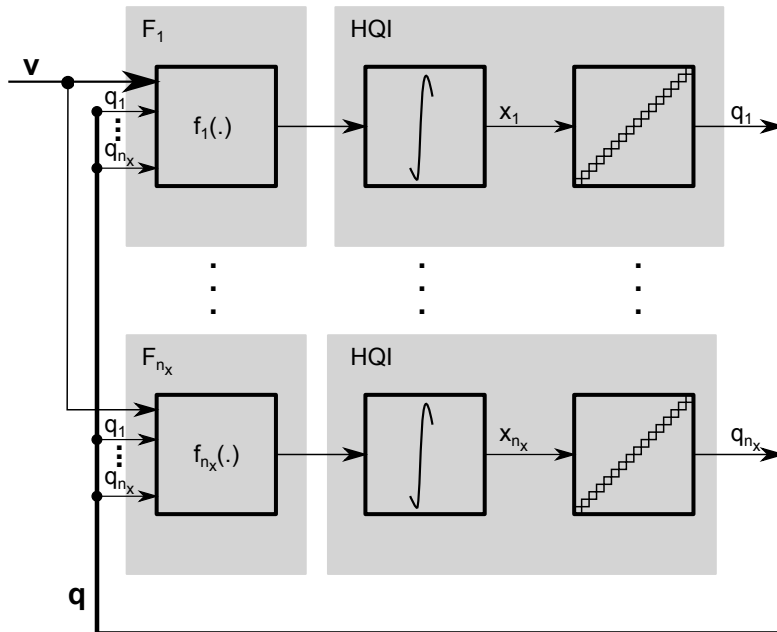 F₁ HQI
v
q₁
f₁(.)
x₁
q₁
qₙₓ
Fₙₓ HQI
q₁
fₙₓ(.)
xₙₓ
qₙₓ
qₙₓ
q